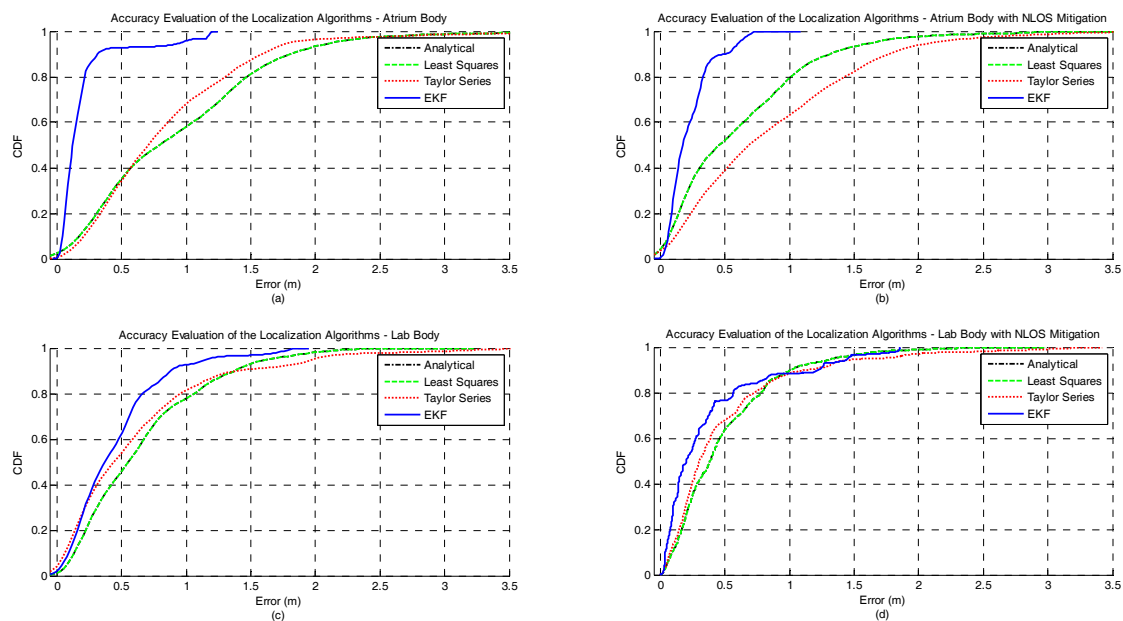 Accuracy Evaluation of the Localization Algorithms - Atrium Body
CDF
1
0.8
0.6
0.4
0.2
0
0 0.5 1 1.5 2 2.5 3 3.5
Error (m)
(a)
Analytical
Least Squares
Taylor Series
EKF
Accuracy Evaluation of the Localization Algorithms - Atrium Body with NLOS Mitigation
CDF
1
0.8
0.6
0.4
0.2
0
0 0.5 1 1.5 2 2.5 3 3.5
Error (m)
(b)
Analytical
Least Squares
Taylor Series
EKF
Accuracy Evaluation of the Localization Algorithms - Lab Body
CDF
1
0.8
0.6
0.4
0.2
0
0 0.5 1 1.5 2 2.5 3 3.5
Error (m)
(c)
Analytical
Least Squares
Taylor Series
EKF
Accuracy Evaluation of the Localization Algorithms - Lab Body with NLOS Mitigation
CDF
1
0.8
0.6
0.4
0.2
0
0 0.5 1 1.5 2 2.5 3 3.5
Error (m)
(d)
Analytical
Least Squares
Taylor Series
EKF